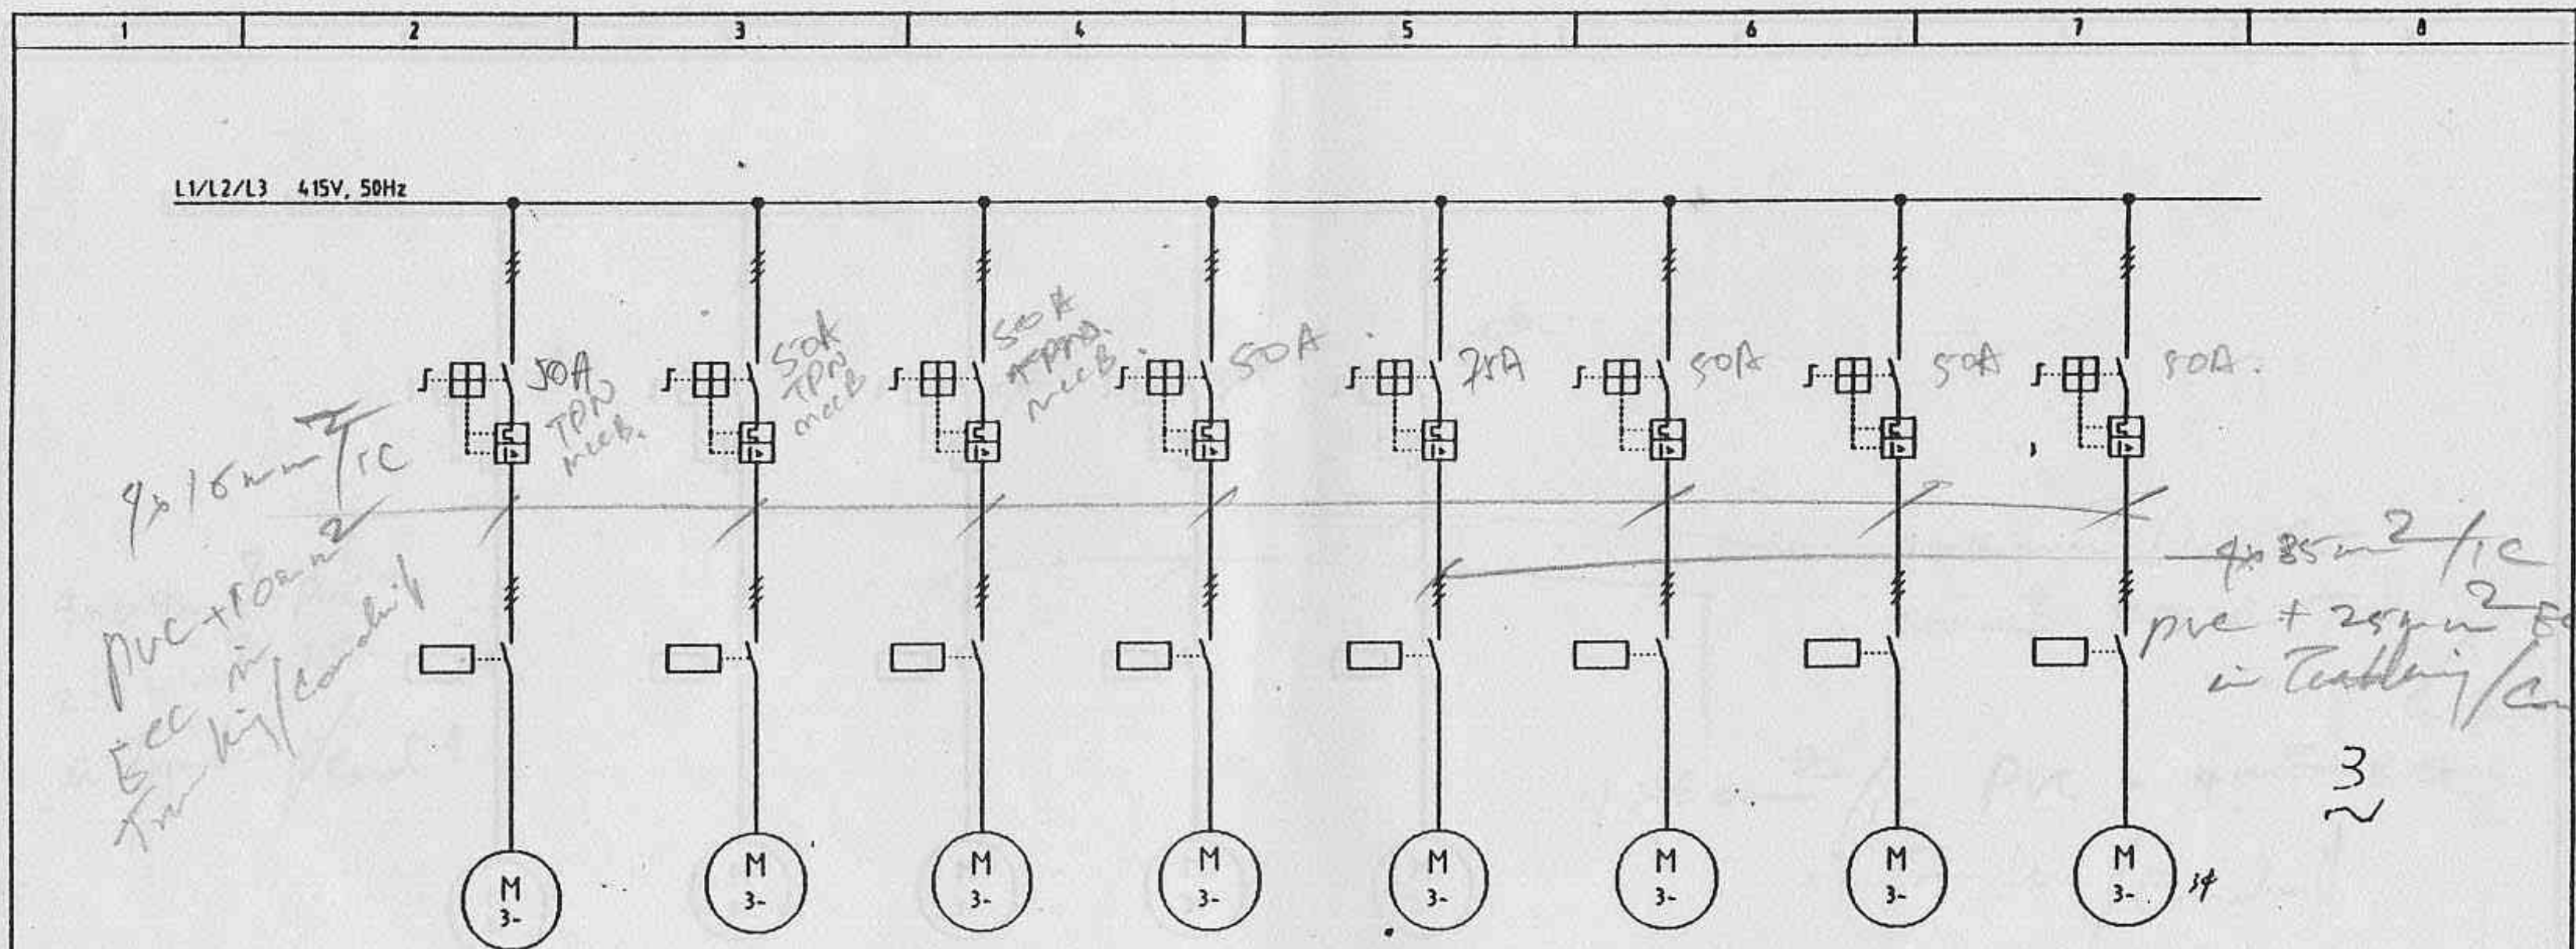 1 2 3 4 5 6 7 8
L1/L2/L3 415V, 50Hz
50A
TPN
MCCB.
50A
TPN
MCCB
50A
TPN.
MCCB.
50A
75A
50A
50A
50A.
4x16mm²/1C
PVC +10mm²
ECC in
Trunking/Conduit
4x35mm²/1C
pvc + 25mm²
in
3
~
M
3~
M
3~
M
3~
M
3~
M
3~
M
3~
M
3~
M
3~
3φ